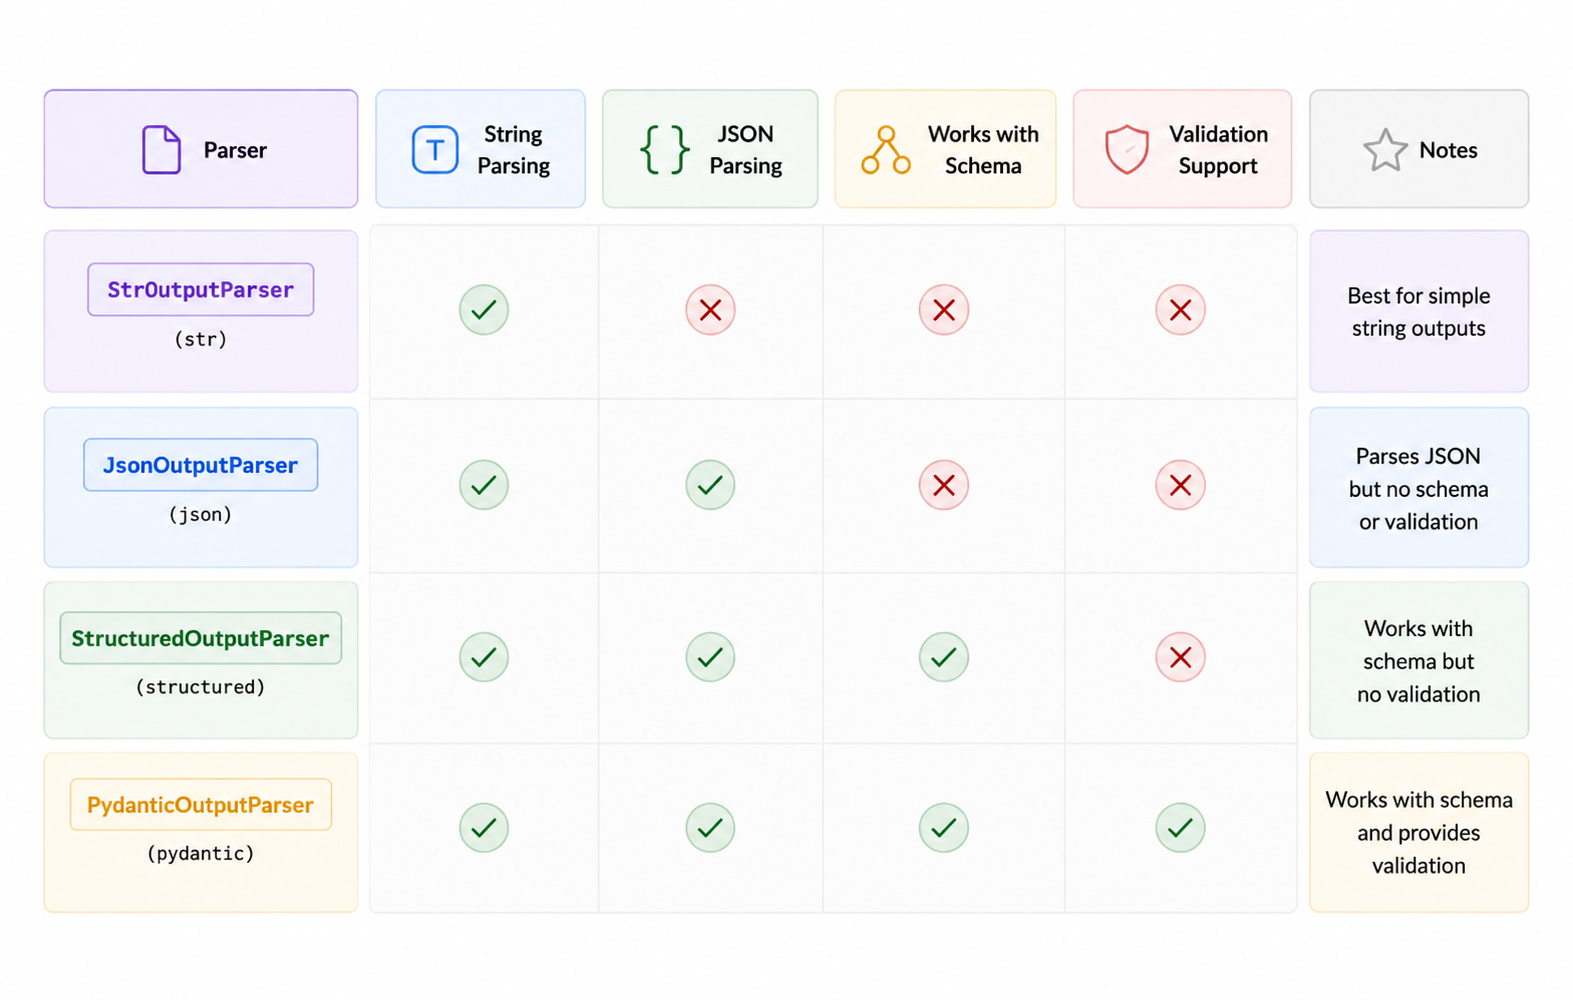 Parser
String
Parsing
JSON
Parsing
Works with
Schema
Validation
Support
Notes
StrOutputParser
(str)
Best for simple
string outputs
JsonOutputParser
(json)
Parses JSON
but no schema
or validation
StructuredOutputParser
(structured)
Works with
schema but
no validation
PydanticOutputParser
(pydantic)
Works with schema
and provides
validation